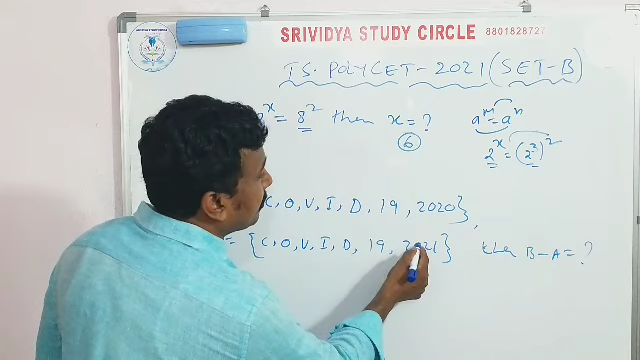 SRIVIDYA STUDY CIRCLE 8801828727
TS. POLYCET - 2021 (SET-B)
x = 8² then x = ?
6
aᵐ = aⁿ
2ˣ = (2³)²
C, O, V, I, D, 19, 2020},
= {C, O, V, I, D, 19, 2021} then B - A = ?